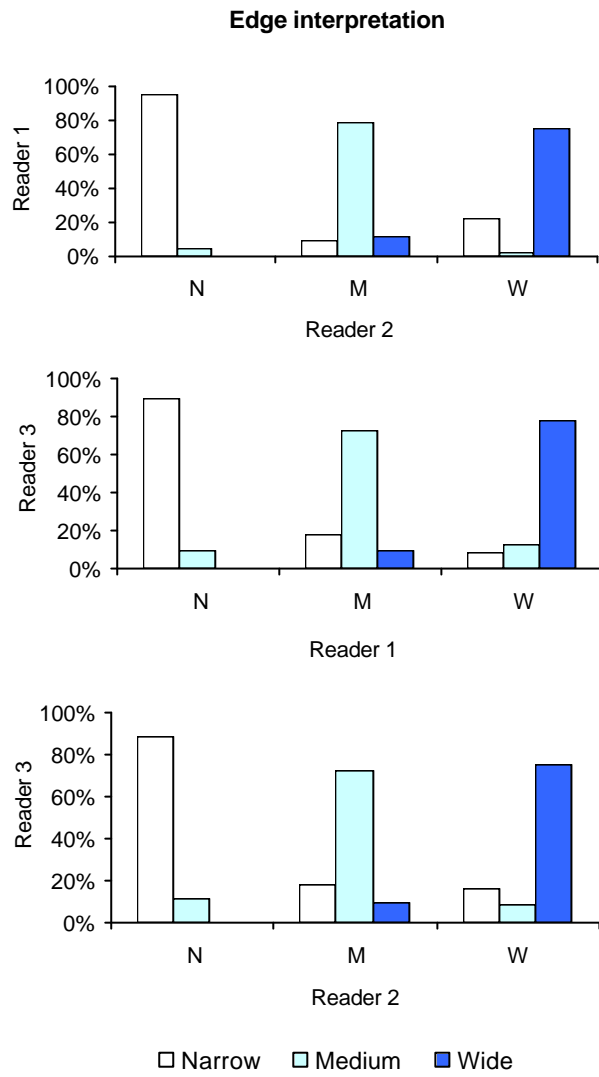 Edge interpretation
Reader 1
100%
80%
60%
40%
20%
0%
N M W
Reader 2
Reader 3
100%
80%
60%
40%
20%
0%
N M W
Reader 1
Reader 3
100%
80%
60%
40%
20%
0%
N M W
Reader 2
Narrow Medium Wide